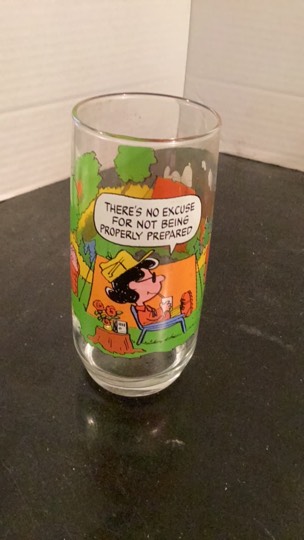 THERE'S NO EXCUSE
FOR NOT BEING
PROPERLY PREPARED